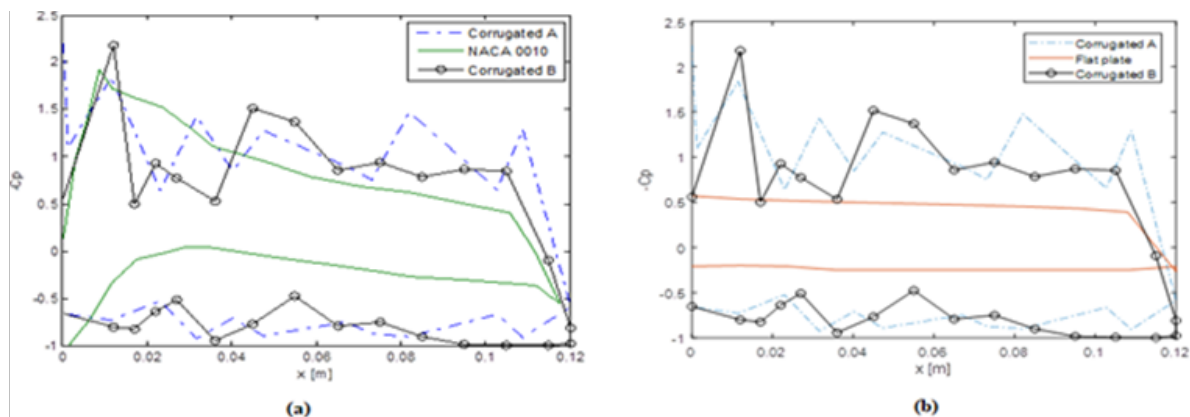 2.5
2
1.5
1
0.5
0
-0.5
-1
-Cp
0
0.02
0.04
0.06
0.08
0.1
0.12
x [m]
Corrugated A
NACA 0010
Corrugated B
(a)
2.5
2
1.5
1
0.5
0
-0.5
-1
-Cp
0
0.02
0.04
0.06
0.08
0.1
0.12
x [m]
Corrugated A
Flat plate
Corrugated B
(b)